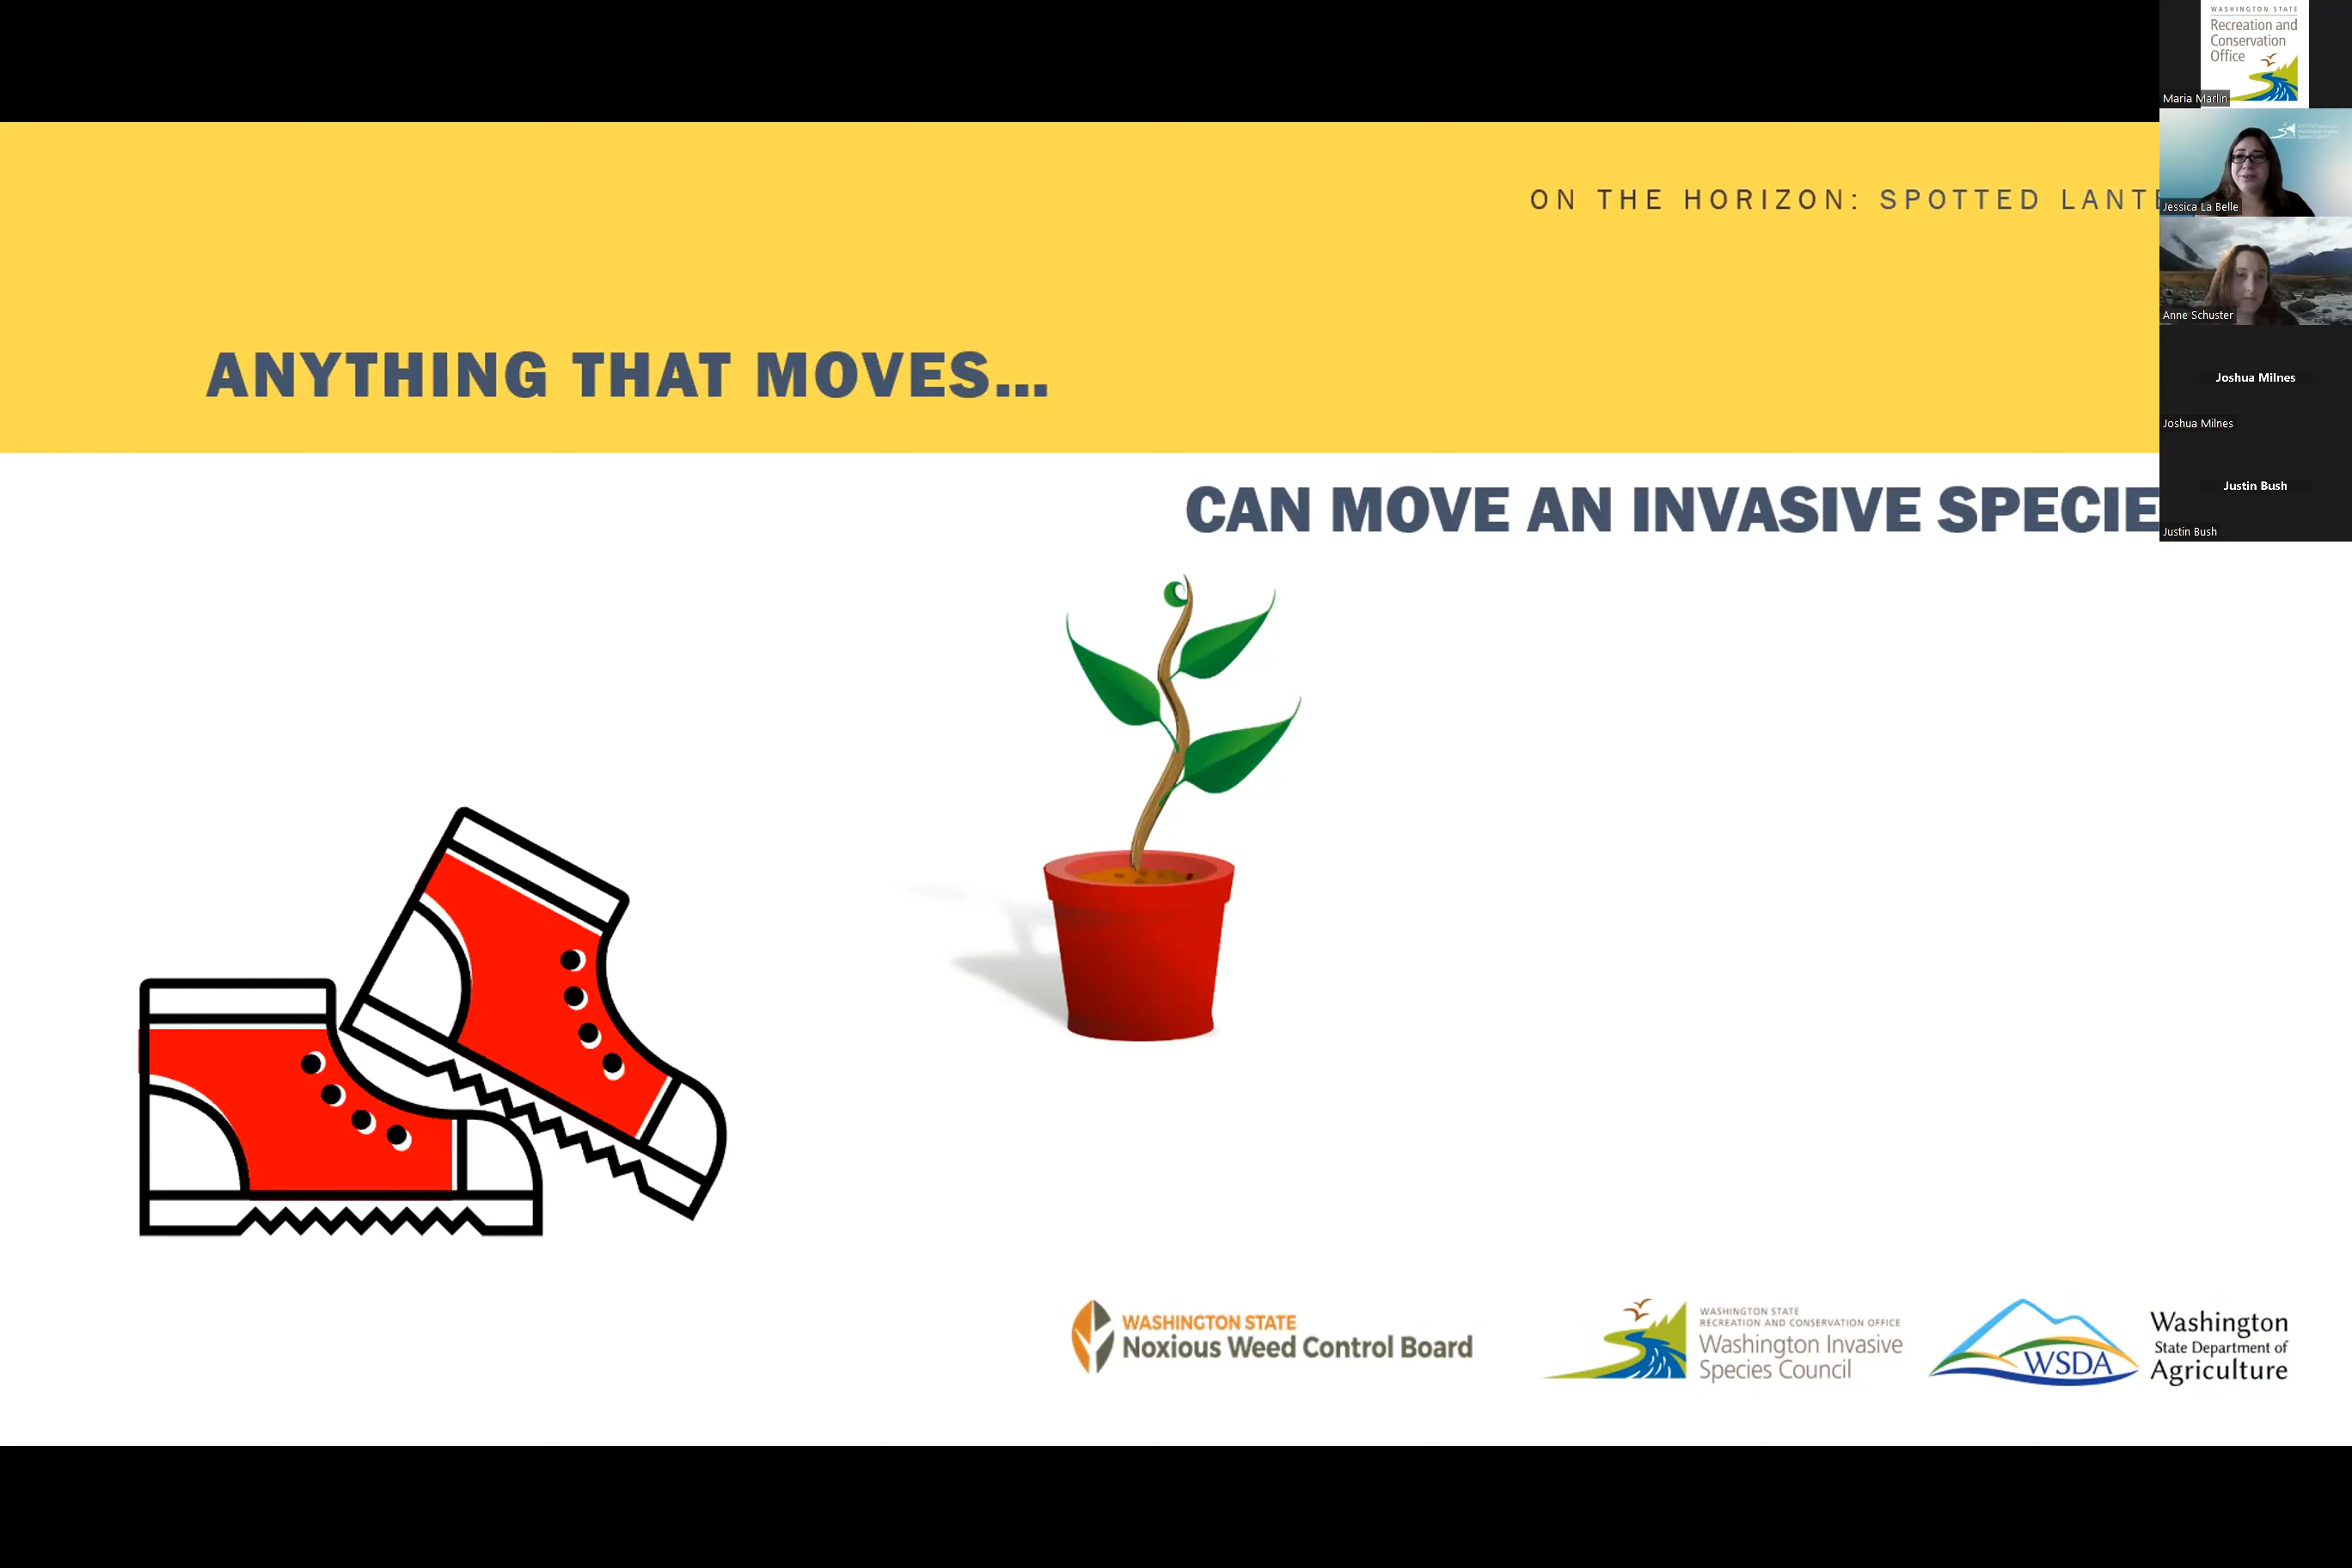 WASHINGTON STATE
Recreation and
Conservation
Office
Maria Marlin
ON THE HORIZON: SPOTTED LANTE
Jessica La Belle
Anne Schuster
ANYTHING THAT MOVES...
Joshua Milnes
Joshua Milnes
CAN MOVE AN INVASIVE SPECIE
Justin Bush
Justin Bush
WASHINGTON STATE
Noxious Weed Control Board
WASHINGTON STATE
RECREATION AND CONSERVATION OFFICE
Washington Invasive
Species Council
WSDA
Washington
State Department of
Agriculture